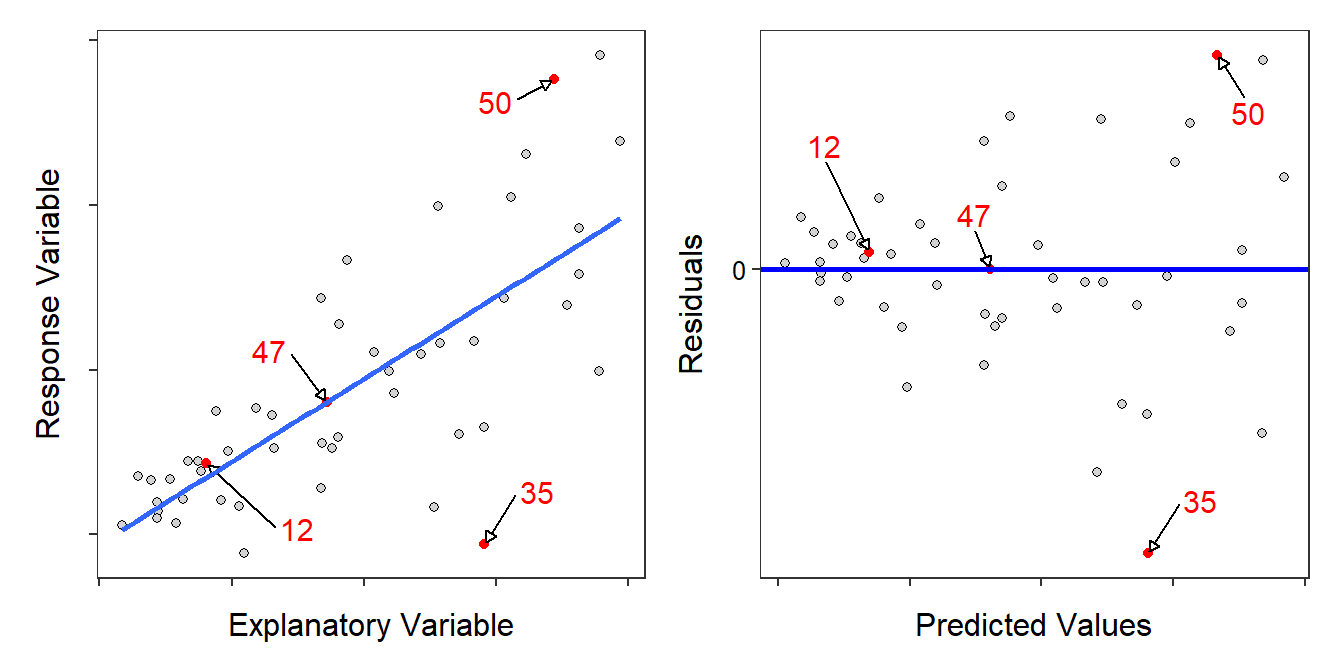 Response Variable
50
47
12
35
Explanatory Variable
Residuals
0
12
47
50
35
Predicted Values